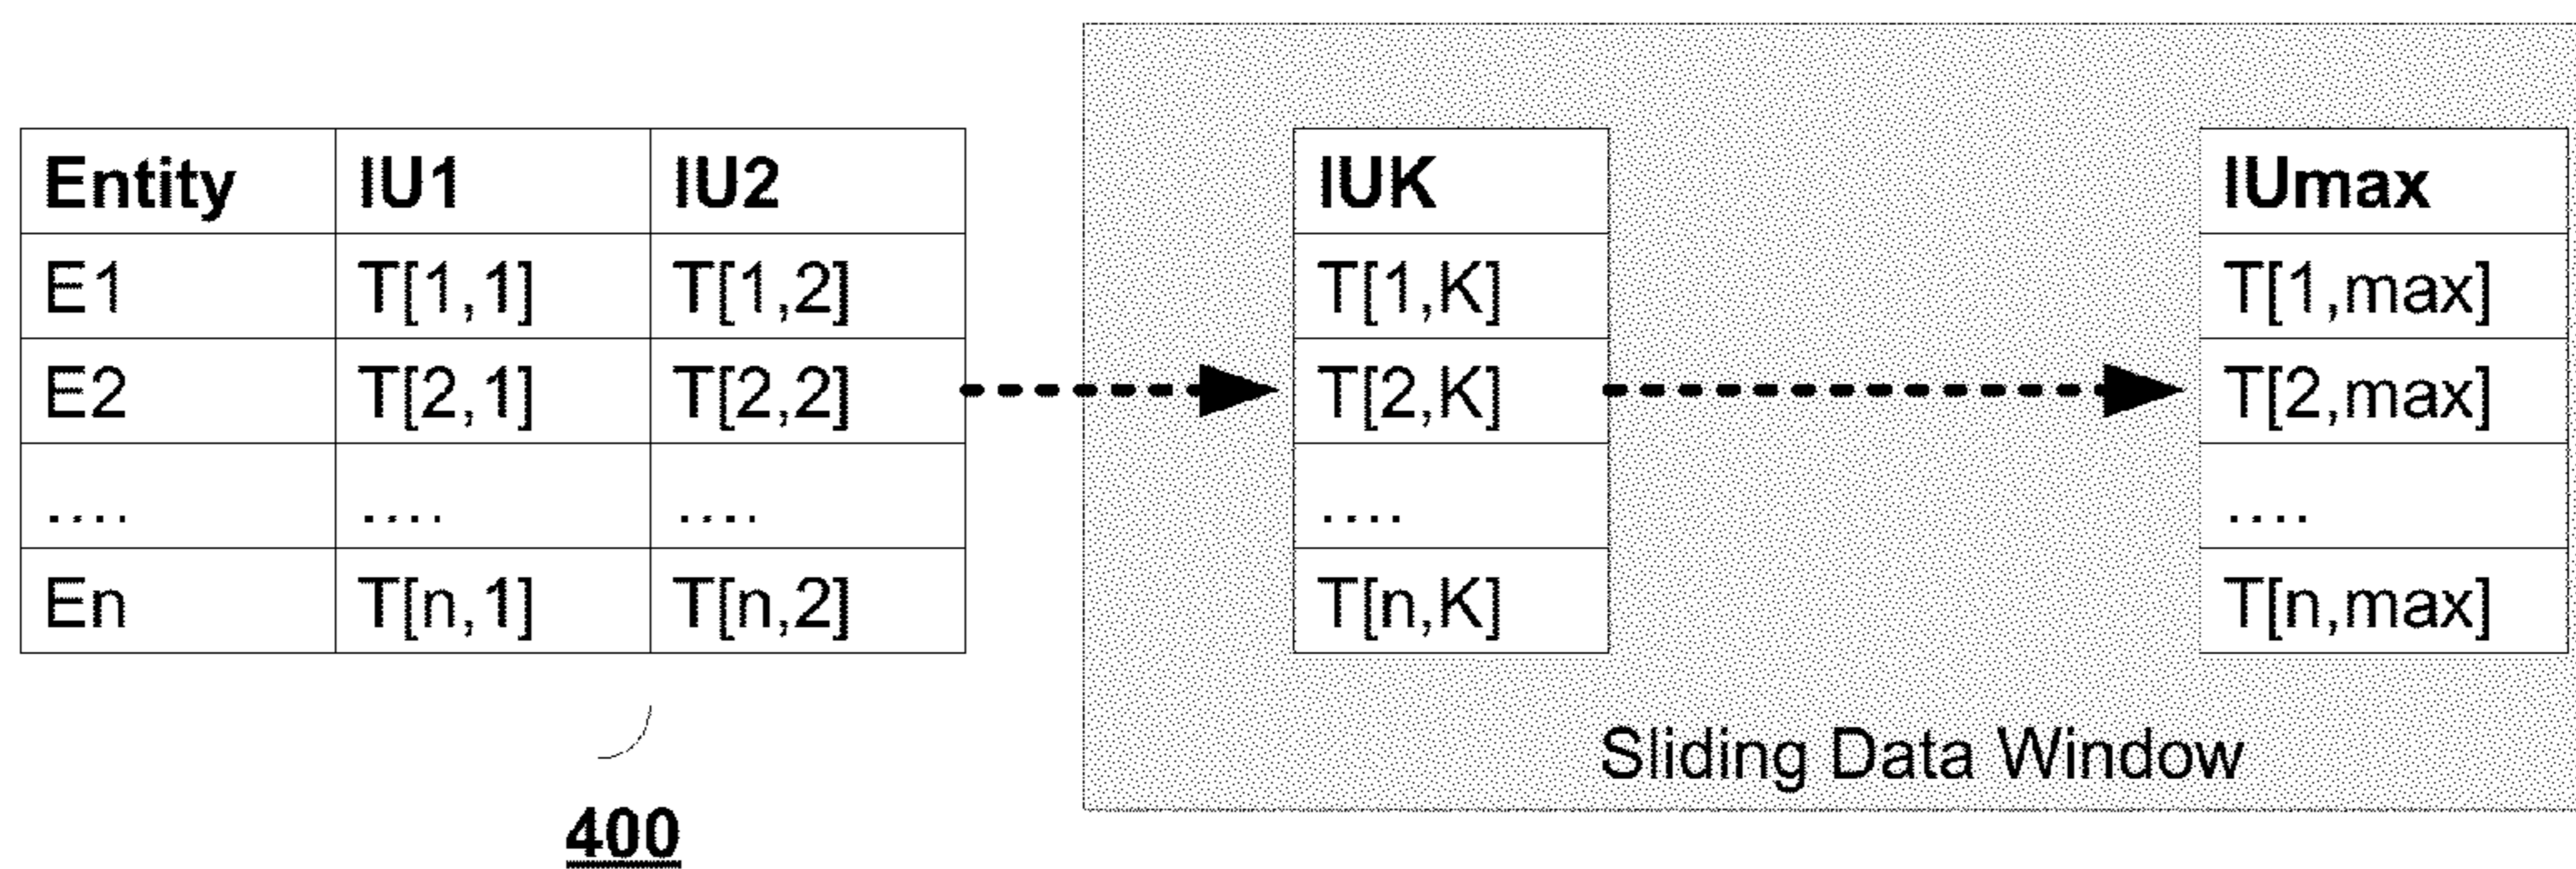 Entity IU1 IU2 IUK IUmax
E1 T[1,1] T[1,2] T[1,K] T[1,max]
E2 T[2,1] T[2,2] T[2,K] T[2,max]
.... .... .... .... ....
En T[n,1] T[n,2] T[n,K] T[n,max]
Sliding Data Window
400